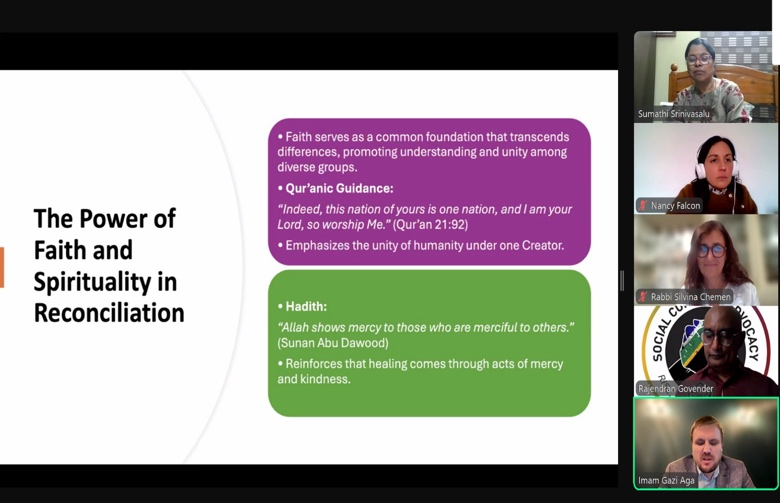 The Power of
Faith and
Spirituality in
Reconciliation
• Faith serves as a common foundation that transcends
differences, promoting understanding and unity among
diverse groups.
• Qur’anic Guidance:
“Indeed, this nation of yours is one nation, and I am your
Lord, so worship Me.” (Qur’an 21:92)
• Emphasizes the unity of humanity under one Creator.
• Hadith:
“Allah shows mercy to those who are merciful to others.”
(Sunan Abu Dawood)
• Reinforces that healing comes through acts of mercy
and kindness.
Sumathi Srinivasalu
Nancy Falcon
Rabbi Silvina Chemen
SOCIAL
Rajendran Govender
Imam Gazi Aga